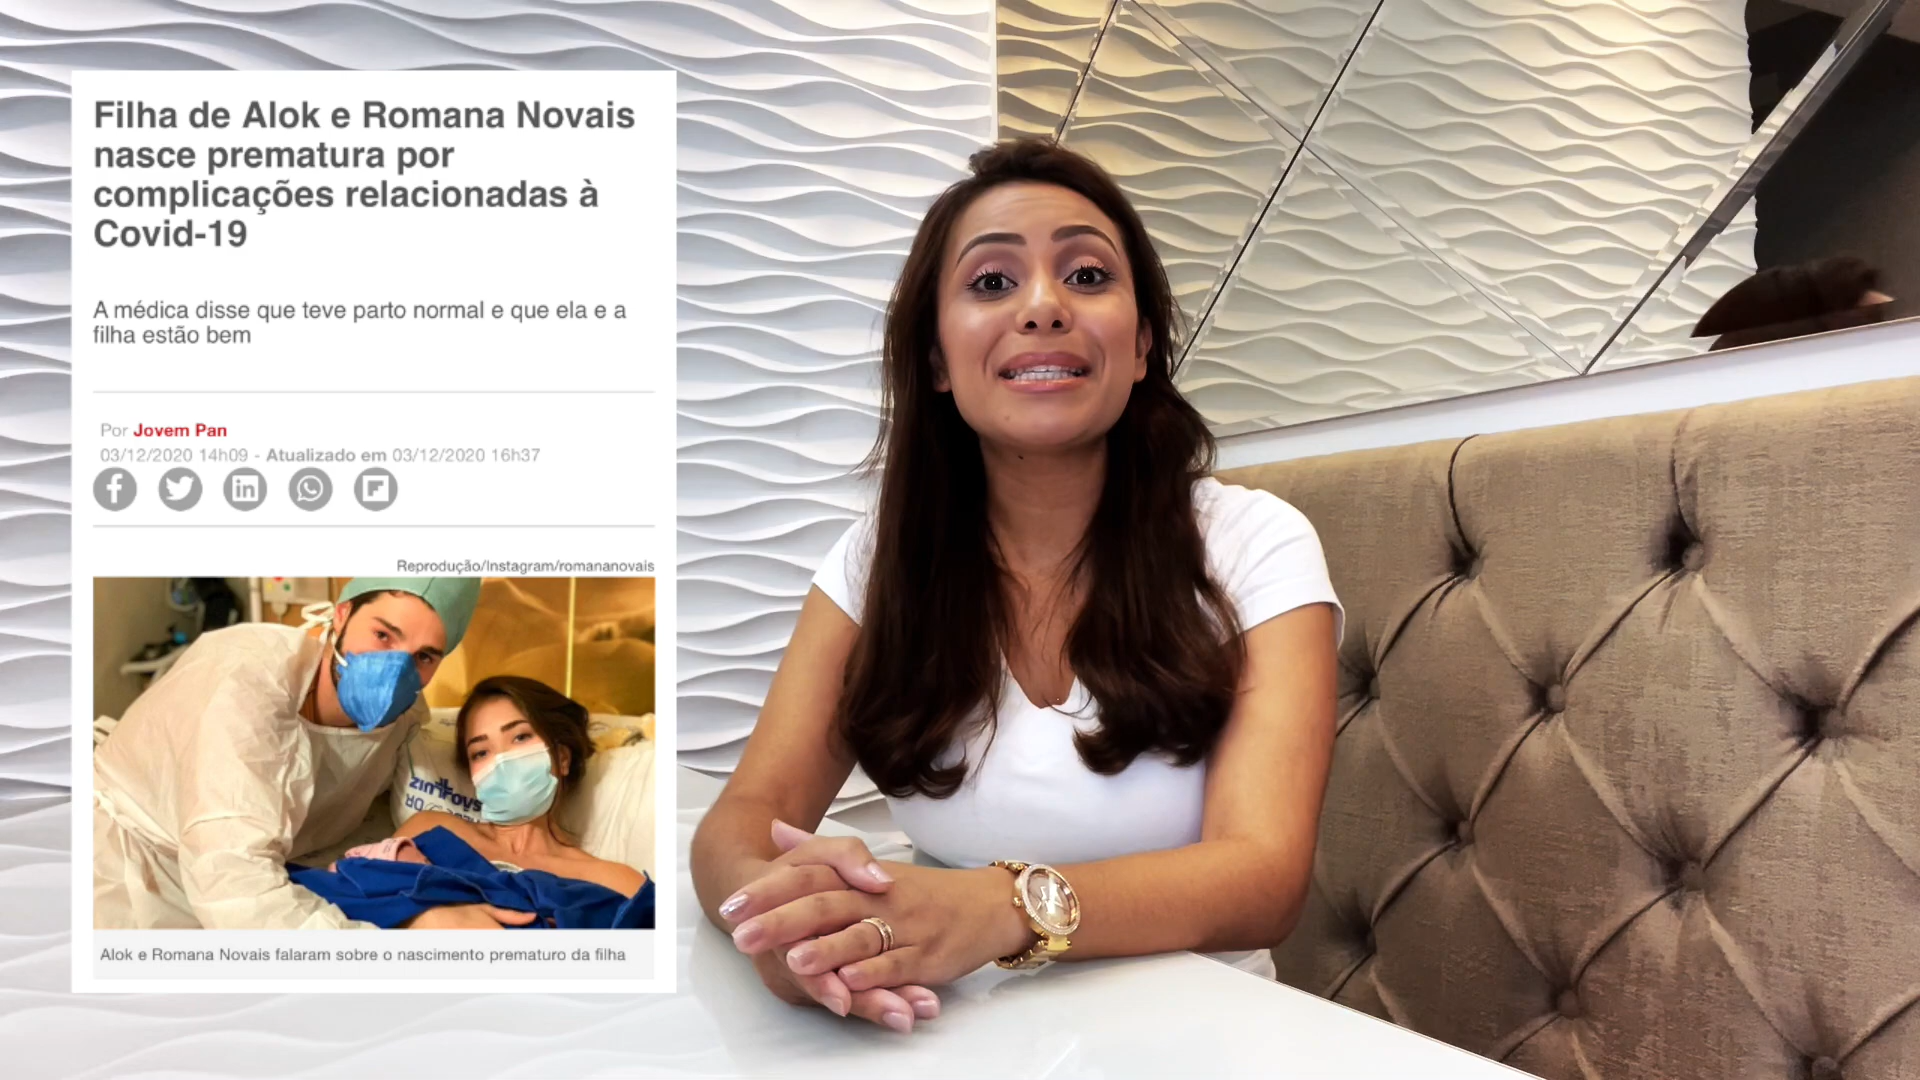 Filha de Alok e Romana Novais
nasce prematura por
complicações relacionadas à
Covid-19
A médica disse que teve parto normal e que ela e a
filha estão bem
Por Jovem Pan
03/12/2020 14h09 - Atualizado em 03/12/2020 16h37
Reprodução/Instagram/romananovais
Alok e Romana Novais falaram sobre o nascimento prematuro da filha